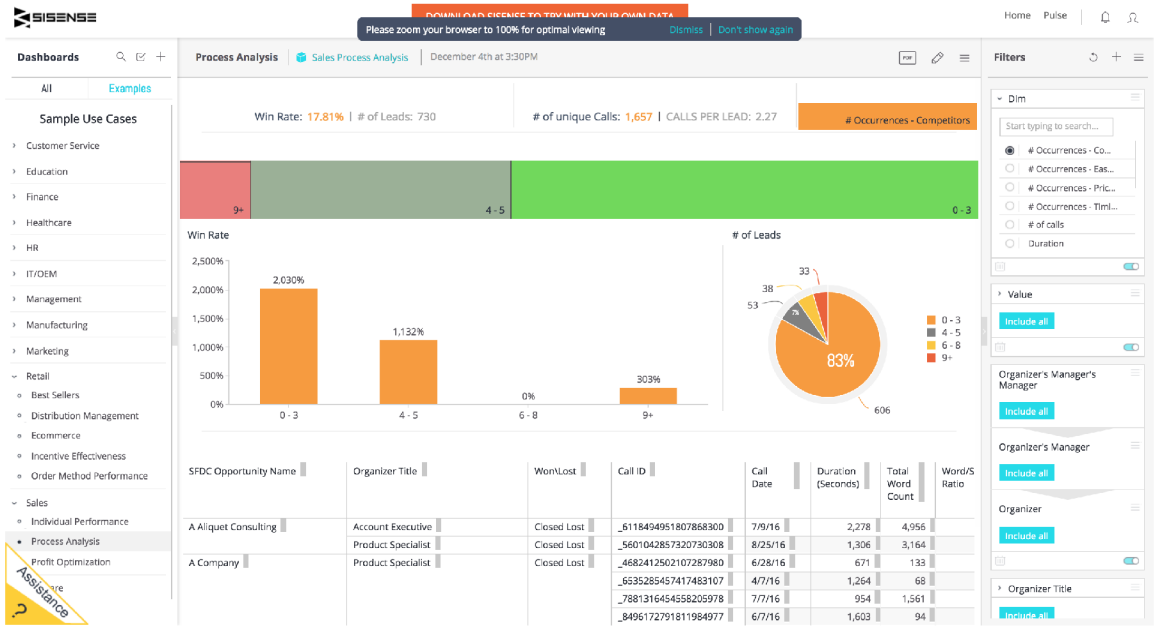 SISENSE
DOWNLOAD SISENSE TO TRY WITH YOUR OWN DATA
Please zoom your browser to 100% for optimal viewing Dismiss Don't show again
Home Pulse
Dashboards
All Examples
Sample Use Cases
Customer Service
Education
Finance
Healthcare
HR
IT/OEM
Management
Manufacturing
Marketing
Retail
Best Sellers
Distribution Management
Ecommerce
Incentive Effectiveness
Order Method Performance
Sales
Individual Performance
Process Analysis
Profit Optimization
Assistance
?
Process Analysis Sales Process Analysis December 4th at 3:30PM
PDF
Win Rate: 17.81% | # of Leads: 730
# of unique Calls: 1,657 | CALLS PER LEAD: 2.27
# Occurrences - Competitors
9+ 4 - 5 0 - 3
Win Rate
2,500%
2,000%
1,500%
1,000%
500%
0%
2,030%
1,132%
0%
303%
0 - 3 4 - 5 6 - 8 9+
# of Leads
33
38
53
7%
83%
606
0 - 3
4 - 5
6 - 8
9+
SFDC Opportunity Name Organizer Title Won\Lost Call ID Call Date Duration (Seconds) Total Word Count Word/S Ratio
A Aliquet Consulting Account Executive Closed Lost _6118494951807868300 7/9/16 2,278 4,956
Product Specialist Closed Lost _5601042857320730308 8/25/16 1,306 3,164
A Company Product Specialist Closed Lost _4682412502107287980 6/28/16 671 133
_6535285457417483107 4/7/16 1,264 68
_7881316454558205978 7/7/16 954 1,561
_8496172791811984977 6/7/16 1,603 94
Filters
Dim
Start typing to search...
# Occurrences - Co...
# Occurrences - Eas...
# Occurrences - Pric...
# Occurrences - Timi...
# of calls
Duration
Value
Include all
Organizer's Manager's
Manager
Include all
Organizer's Manager
Include all
Organizer
Include all
Organizer Title
Include all